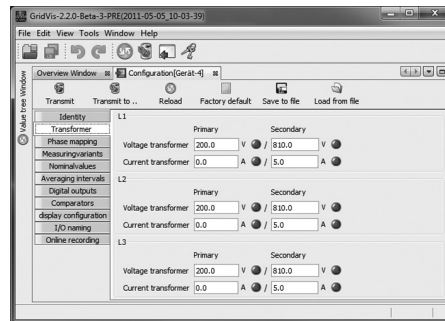 GridVis-2.2.0-Beta-3-PRE(2011-05-05_10-03-39)
File Edit View Tools Window Help
Value tree Window
Overview Window Configuration[Gerät-4]
Transmit Transmit to .. Reload Factory default Save to file Load from file
Identity
Transformer
Phase mapping
Measuringvariants
Nominalvalues
Averaging intervals
Digital outputs
Comparators
display configuration
I/O naming
Online recording
L1
Primary Secondary
Voltage transformer 200.0 V / 810.0 V
Current transformer 0.0 A / 5.0 A
L2
Primary Secondary
Voltage transformer 200.0 V / 810.0 V
Current transformer 0.0 A / 5.0 A
L3
Primary Secondary
Voltage transformer 200.0 V / 810.0 V
Current transformer 0.0 A / 5.0 A